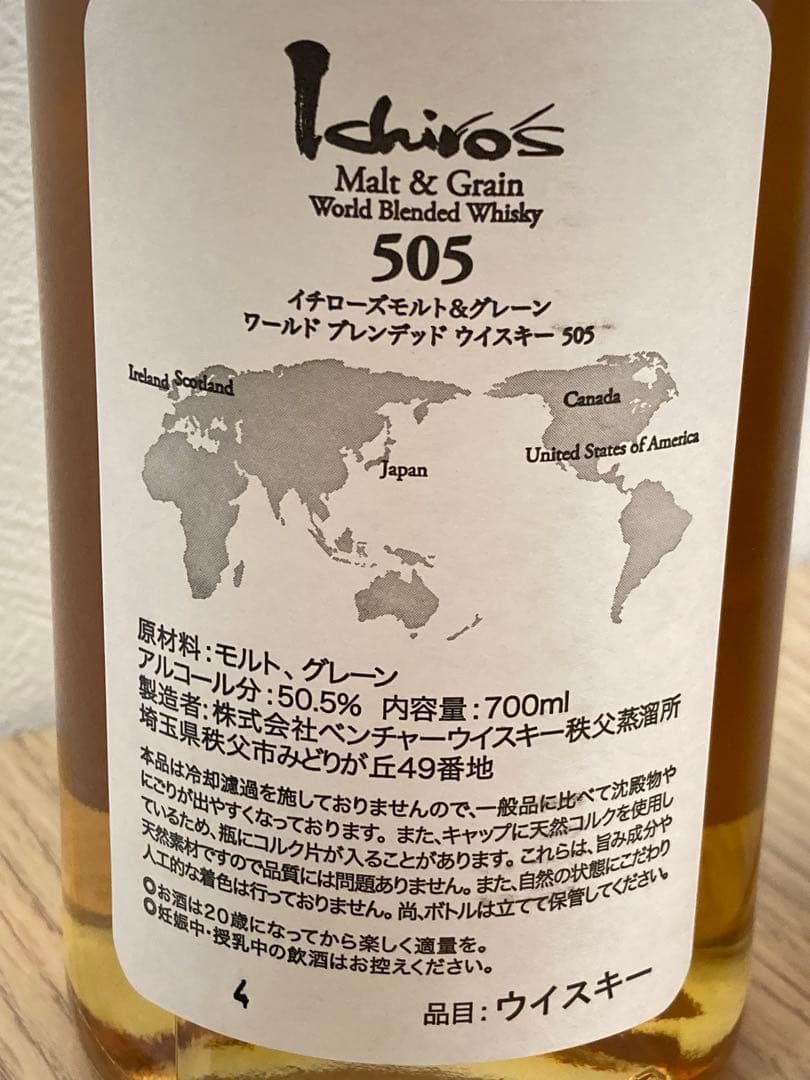 Ichiro's
Malt & Grain
World Blended Whisky
505
イチローズモルト&グレーン
ワールド ブレンデッド ウイスキー 505
Ireland Scotland
Canada
United States of America
Japan
原材料:モルト、グレーン
アルコール分:50.5% 内容量:700ml
製造者:株式会社ベンチャーウイスキー秩父蒸溜所
埼玉県秩父市みどりが丘49番地
本品は冷却濾過を施しておりませんので、一般品に比べて沈殿物や
にごりが出やすくなっております。また、キャップに天然コルクを使用し
ているため、瓶にコルク片が入ることがあります。これらは、旨み成分や
天然素材ですので品質には問題ありません。また、自然の状態にこだわり
人工的な着色は行っておりません。尚、ボトルは立てて保管してください。
◎お酒は20歳になってから楽しく適量を。
◎妊娠中・授乳中の飲酒はお控えください。
4
品目:ウイスキー